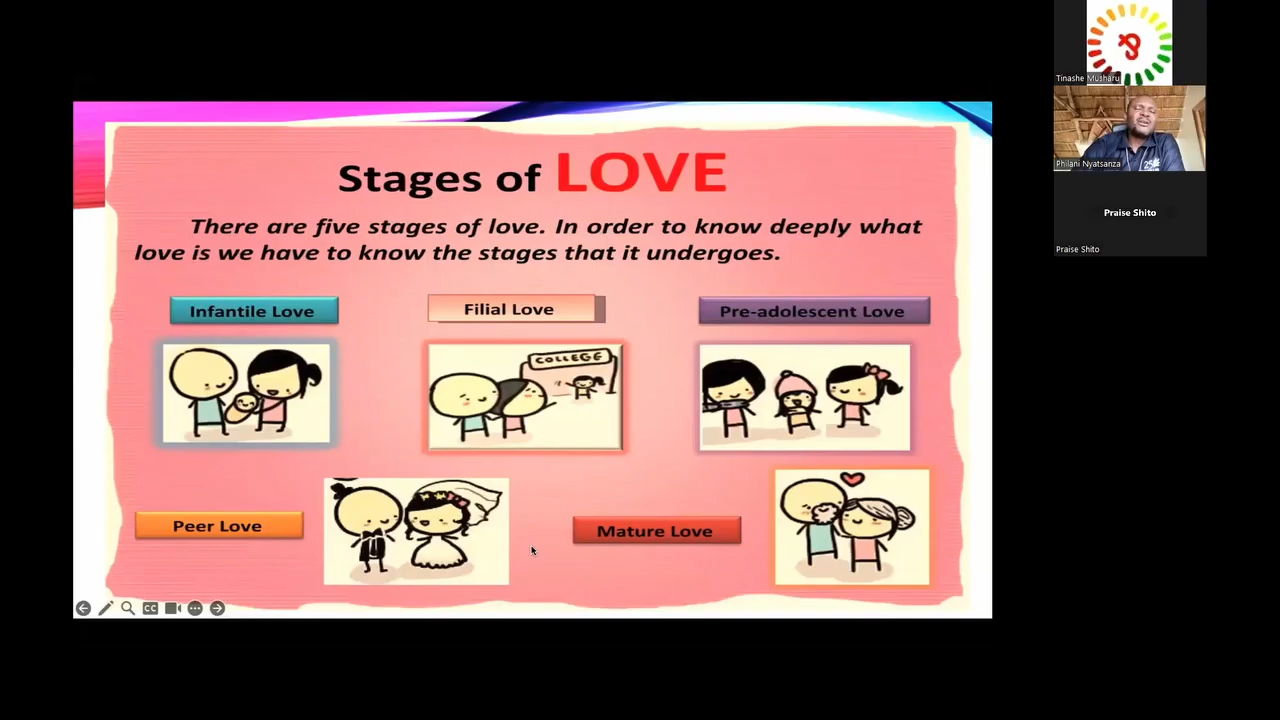 Stages of LOVE
There are five stages of love. In order to know deeply what
love is we have to know the stages that it undergoes.
Infantile Love
Filial Love
Pre-adolescent Love
COLLEGE
Peer Love
Mature Love
CC
Tinashe Musharu
Philani Nyatsanza
25
Praise Shito
Praise Shito